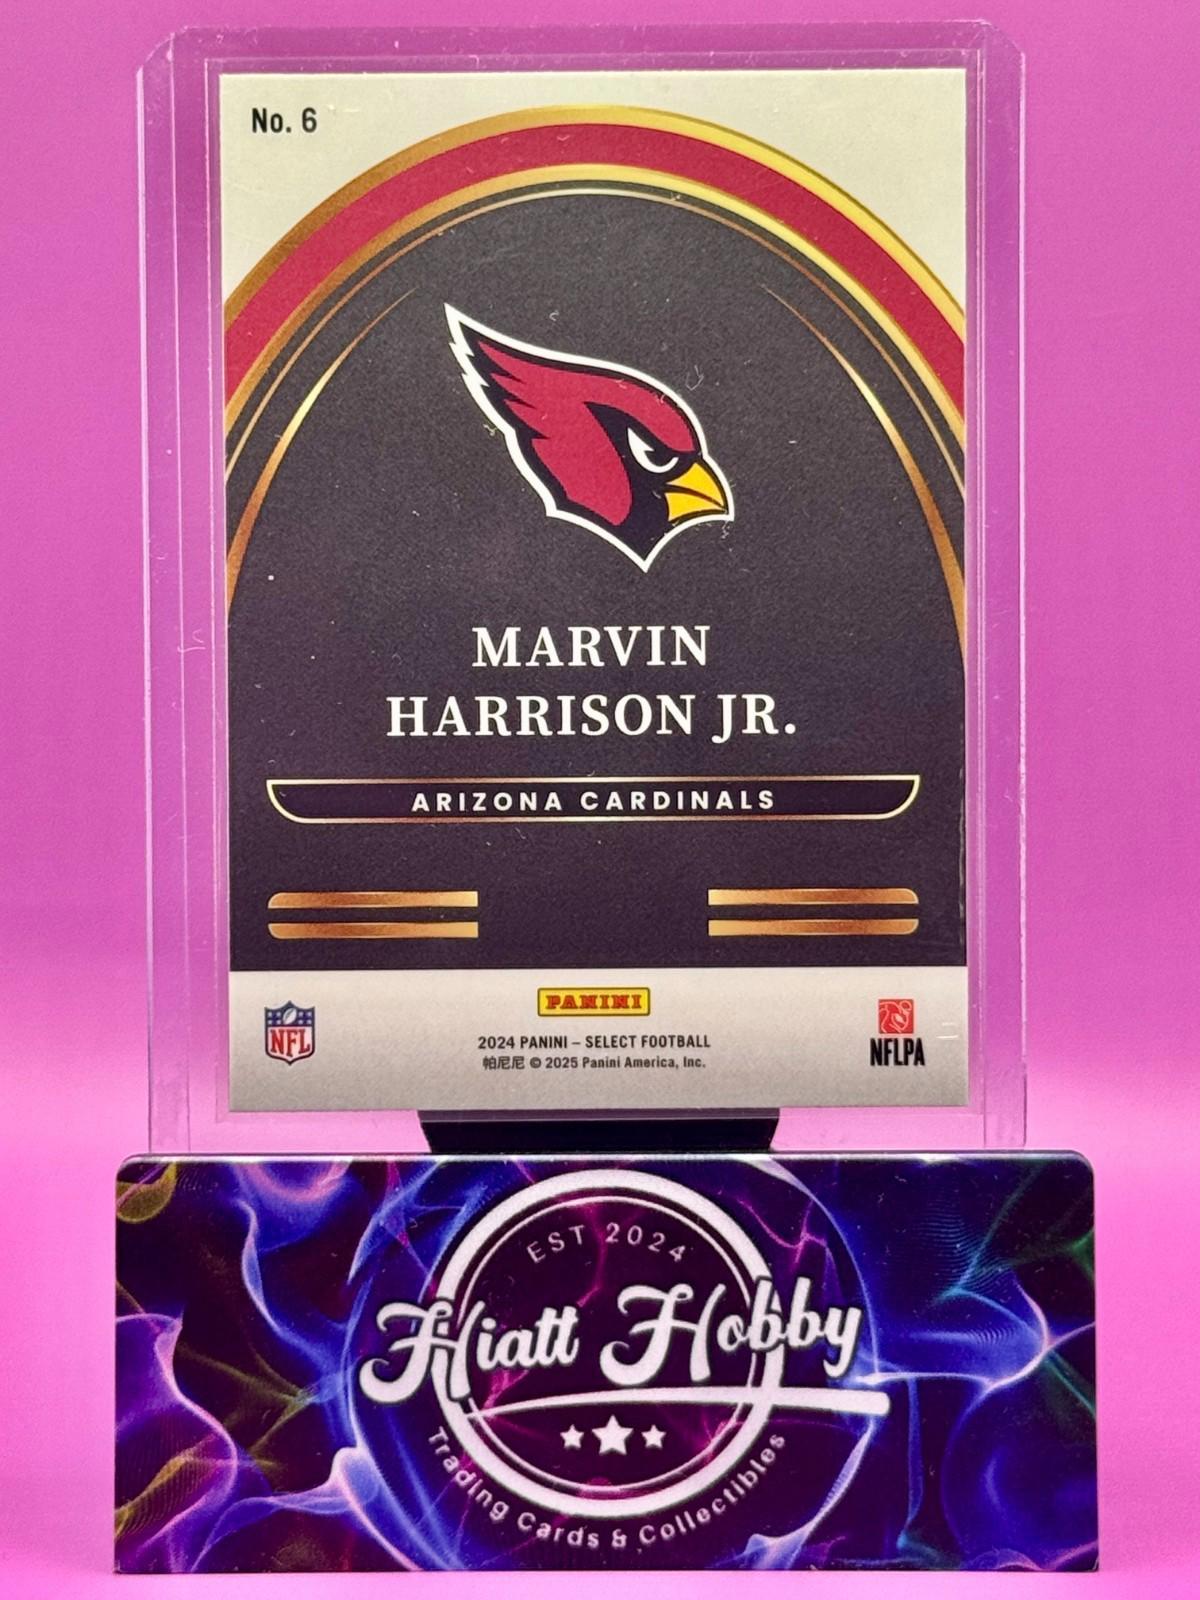 No. 6
MARVIN
HARRISON JR.
ARIZONA CARDINALS
PANINI
NFL
2024 PANINI – SELECT FOOTBALL
帕尼尼 © 2025 Panini America, Inc.
NFLPA
EST 2024
Hiatt Hobby
Trading Cards & Collectibles